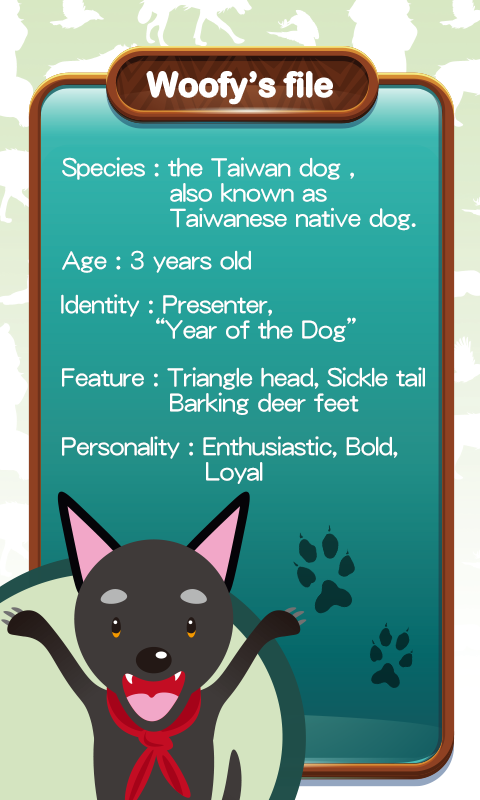 Woofy's file
Species : the Taiwan dog ,
also known as
Taiwanese native dog.
Age : 3 years old
Identity : Presenter,
“Year of the Dog”
Feature : Triangle head, Sickle tail
Barking deer feet
Personality : Enthusiastic, Bold,
Loyal